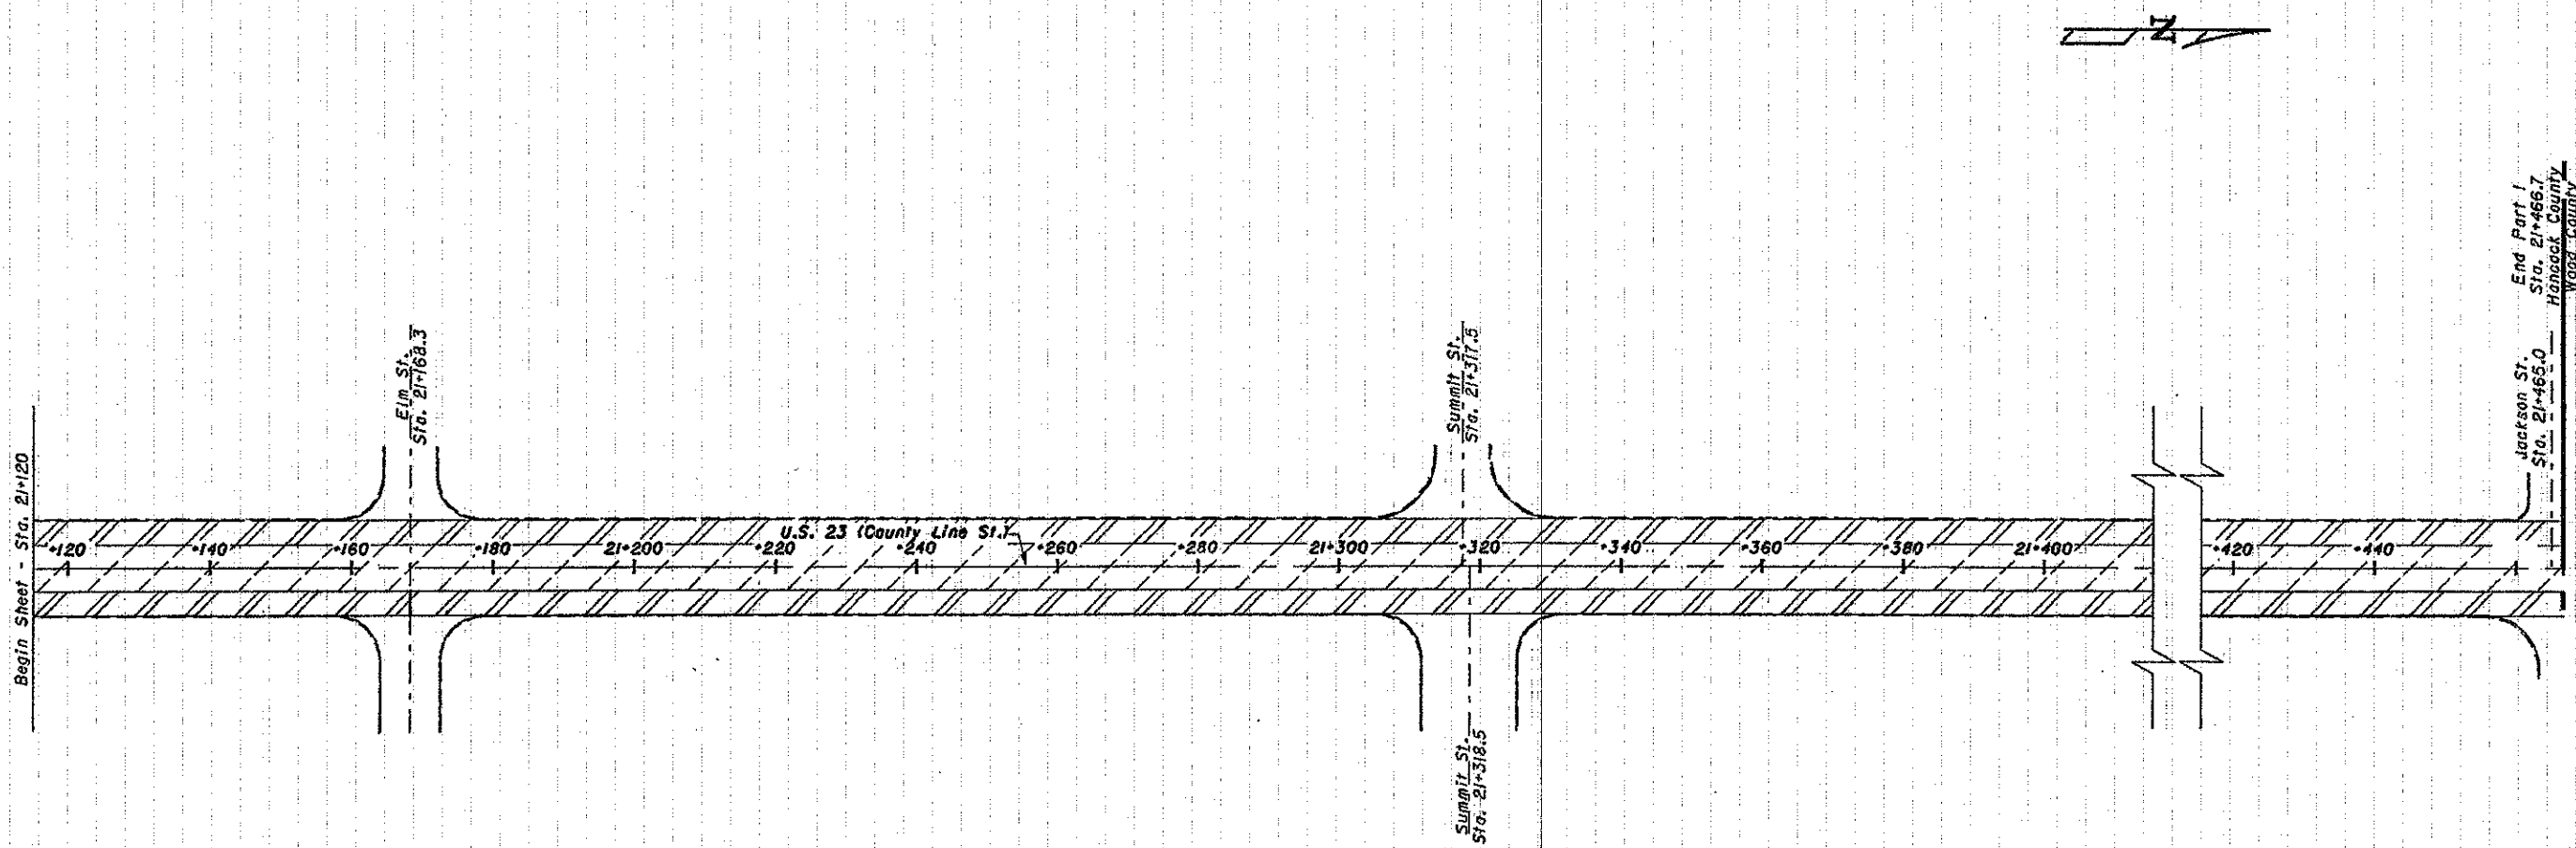 N
End Part 1
Sta. 21+466.7
Hancock County
Wood County
Jackson St.
Sta. 21+465.0
Elm St.
Sta. 21+168.3
Summit St.
Sta. 21+317.5
Begin Sheet - Sta. 21+120
U.S. 23 (County Line St.)
+120 +140 +160 +180 21+200 +220 +240 +260 +280 21+300 +320 +340 +360 +380 21+400 +420 +440
Summit St.
Sta. 21+318.5